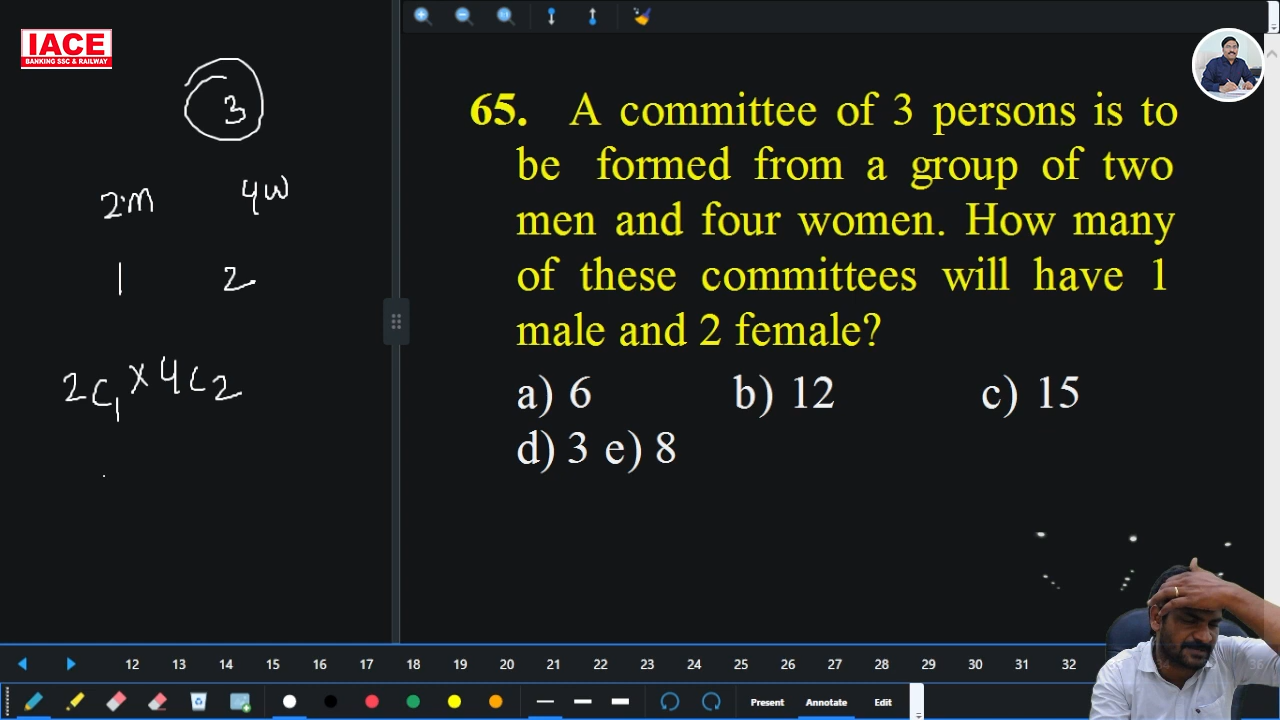 IACE
BANKING SSC & RAILWAY
3
2m 4W
1 2
2C1 × 4C2
65. A committee of 3 persons is to
be formed from a group of two
men and four women. How many
of these committees will have 1
male and 2 female?
a) 6 b) 12 c) 15
d) 3 e) 8
12 13 14 15 16 17 18 19 20 21 22 23 24 25 26 27 28 29 30 31 32 36
Present Annotate Edit